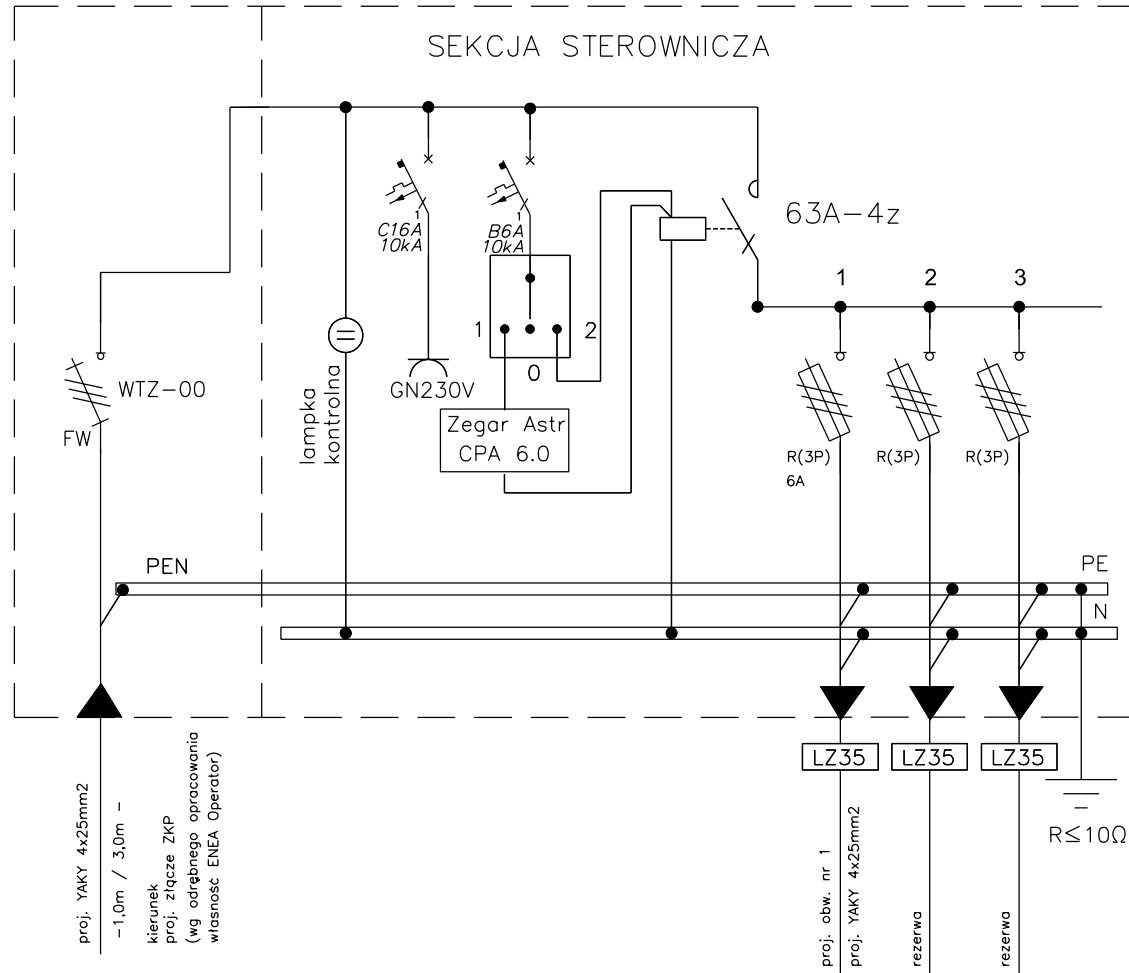 SEKCJA STEROWNICZA
63A-4z
C16A
1
10kA
B6A
1
10kA
1
2
0
1
2
3
WTZ-00
FW
lampka
kontrolna
GN230V
Zegar Astr
CPA 6.0
R(3P)
6A
R(3P)
R(3P)
PEN
PE
N
LZ35
LZ35
LZ35
R≤10Ω
proj. YAKY 4x25mm2
-1,0m / 3,0m -
kierunek
proj. złącze ZKP
(wg odrębnego opracowania
własność ENEA Operator)
proj. obw. nr 1
proj. YAKY 4x25mm2
rezerwa
rezerwa